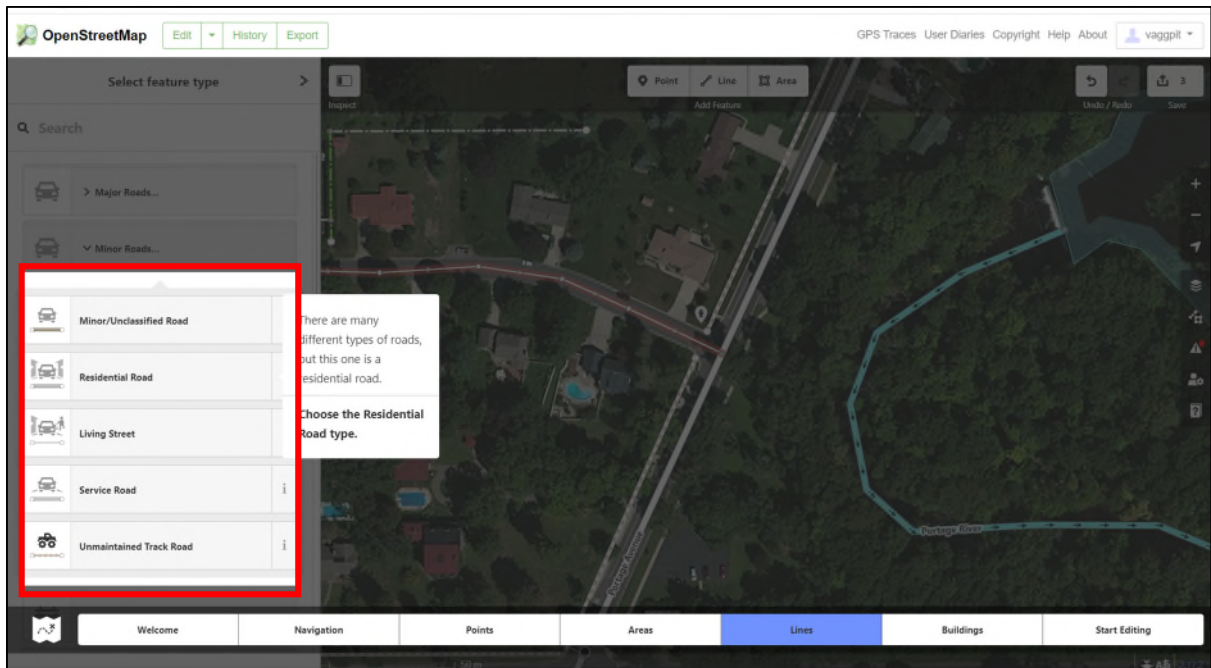 OpenStreetMap Edit History Export GPS Traces User Diaries Copyright Help About vaggpit
Select feature type
Inspect
Point Line Area
Add Feature
Undo / Redo
3
Save
Search
Major Roads...
Minor Roads...
Minor/Unclassified Road
Residential Road
Living Street
Service Road i
Unmaintained Track Road i
There are many
different types of roads,
but this one is a
residential road.
Choose the Residential
Road type.
Portage River
Portage Avenue
Welcome Navigation Points Areas Lines Buildings Start Editing
50 m